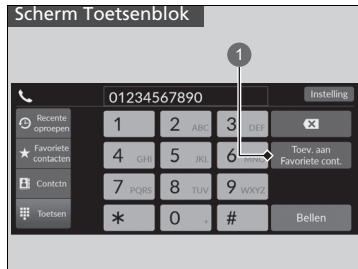 Scherm Toetsenblok
1
01234567890
Instelling
Recente
oproepen
1
2 ABC
3 DEF
Favoriete
contacten
4 GHI
5 JKL
6 MNO
Toev. aan
Favoriete cont.
Contctn
7 PQRS
8 TUV
9 WXYZ
Toetsen
*
0 +
#
Bellen